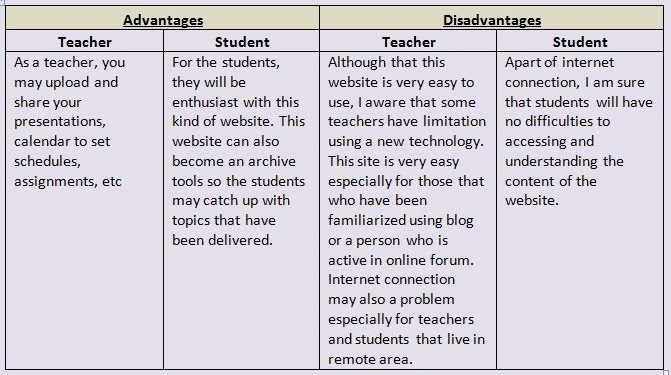 Advantages
Disadvantages
Teacher
Student
Teacher
Student
As a teacher, you
may upload and
share your
presentations,
calendar to set
schedules,
assignments, etc
For the students,
they will be
enthusiast with this
kind of website. This
website can also
become an archive
tools so the students
may catch up with
topics that have
been delivered.
Although that this
website is very easy to
use, I aware that some
teachers have limitation
using a new technology.
This site is very easy
especially for those that
who have been
familiarized using blog
or a person who is
active in online forum.
Internet connection
may also a problem
especially for teachers
and students that live in
remote area.
Apart of internet
connection, I am sure
that students will have
no difficulties to
accessing and
understanding the
content of the
website.